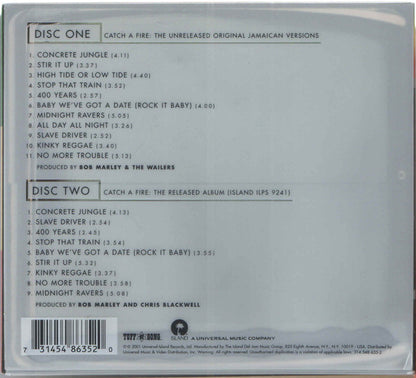 DISC ONE CATCH A FIRE: THE UNRELEASED ORIGINAL JAMAICAN VERSIONS
1. CONCRETE JUNGLE (4.11)
2. STIR IT UP (3.37)
3. HIGH TIDE OR LOW TIDE (4.40)
4. STOP THAT TRAIN (3.52)
5. 400 YEARS (2.57)
6. BABY WE'VE GOT A DATE (ROCK IT BABY) (4.00)
7. MIDNIGHT RAVERS (5.05)
8. ALL DAY ALL NIGHT (3.26)
9. SLAVE DRIVER (2.52)
10. KINKY REGGAE (3.40)
11. NO MORE TROUBLE (5.13)
PRODUCED BY BOB MARLEY & THE WAILERS
DISC TWO CATCH A FIRE: THE RELEASED ALBUM (ISLAND ILPS 9241)
1. CONCRETE JUNGLE (4.13)
2. SLAVE DRIVER (2.54)
3. 400 YEARS (2.45)
4. STOP THAT TRAIN (3.54)
5. BABY WE'VE GOT A DATE (ROCK IT BABY) (3.55)
6. STIR IT UP (5.32)
7. KINKY REGGAE (3.37)
8. NO MORE TROUBLE (3.58)
9. MIDNIGHT RAVERS (5.08)
PRODUCED BY BOB MARLEY AND CHRIS BLACKWELL
7 31454 86352 0
TUFF GONG
ISLAND
A UNIVERSAL MUSIC COMPANY